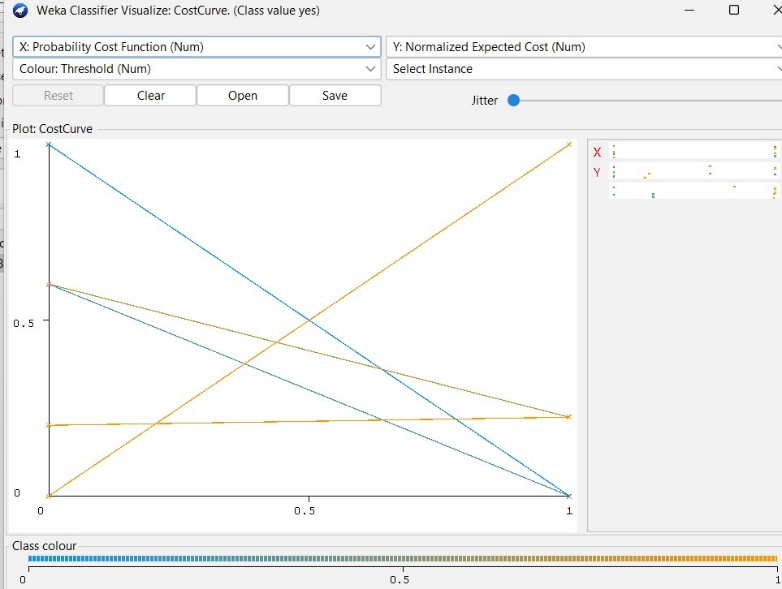 Weka Classifier Visualize: CostCurve. (Class value yes)
X: Probability Cost Function (Num)
Y: Normalized Expected Cost (Num)
Colour: Threshold (Num)
Select Instance
Reset
Clear
Open
Save
Jitter
Plot: CostCurve
1
0.5
0
0
0.5
1
X
Y
Class colour
0
0.5
1